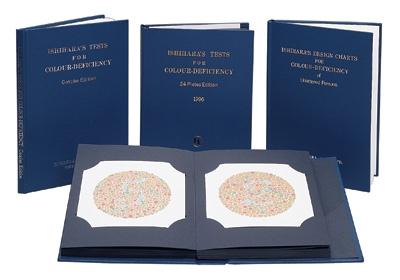 ISHIHARA'S TESTS
FOR
COLOUR-DEFICIENCY
Concise Edition
ISHIHARA'S TESTS
FOR
COLOUR-DEFICIENCY
24 Plates Edition
1996
ISHIHARA'S DESIGN CHARTS
FOR
COLOUR-DEFICIENCY
of
Unlettered Persons